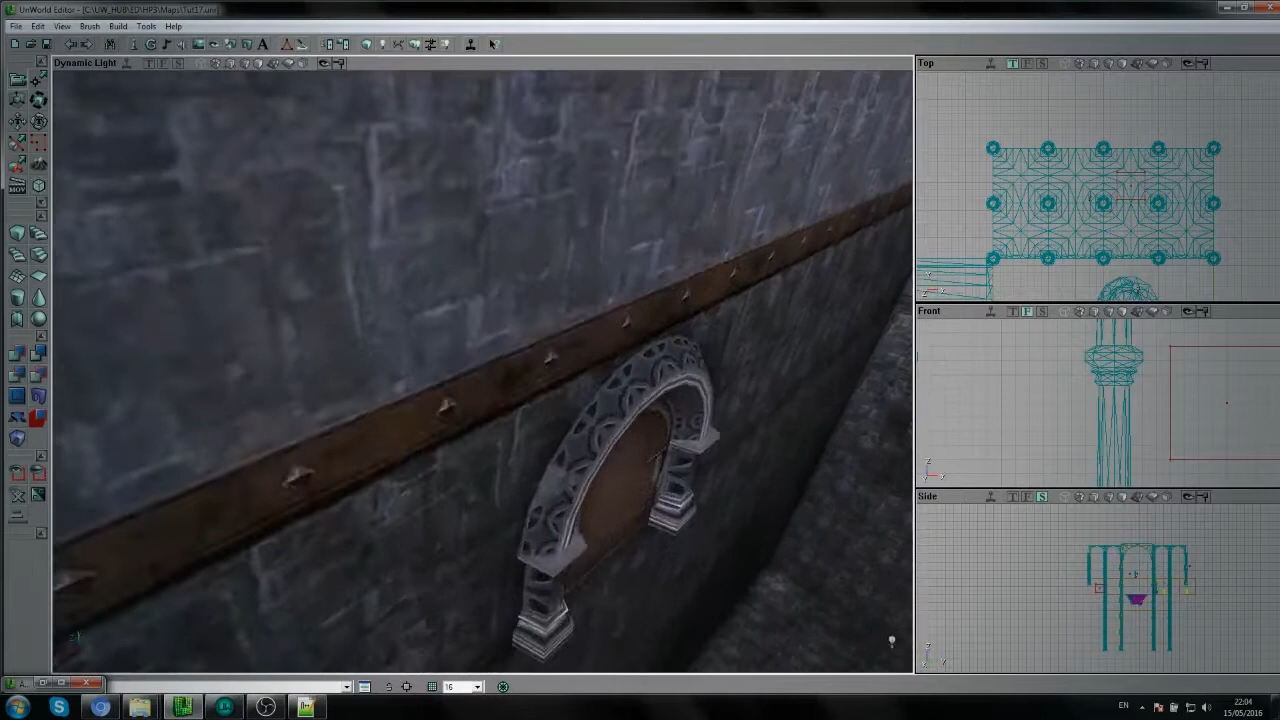 UnWorld Editor - [C:\UW_HUB\ED\HP3\Maps\Tut17.unr
File Edit View Brush Build Tools Help
Dynamic Light
T F S
Top
T F S
MOV
Front
T F S
Side
T F S
16
EN
22:04
15/05/2016